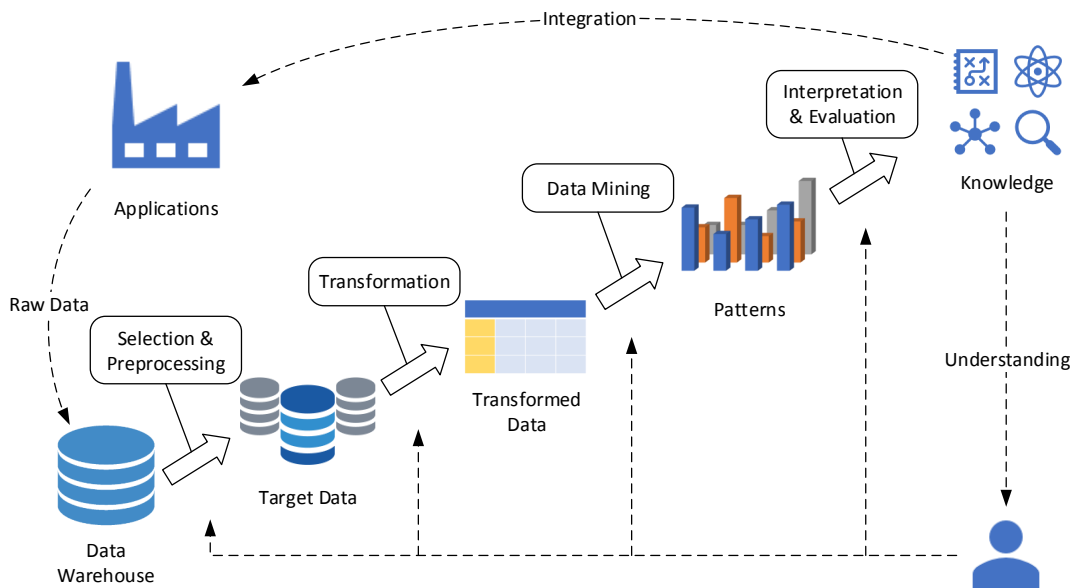 Integration
Applications
Interpretation
& Evaluation
Knowledge
Data Mining
Patterns
Transformation
Raw Data
Selection &
Preprocessing
Transformed
Data
Understanding
Target Data
Data
Warehouse